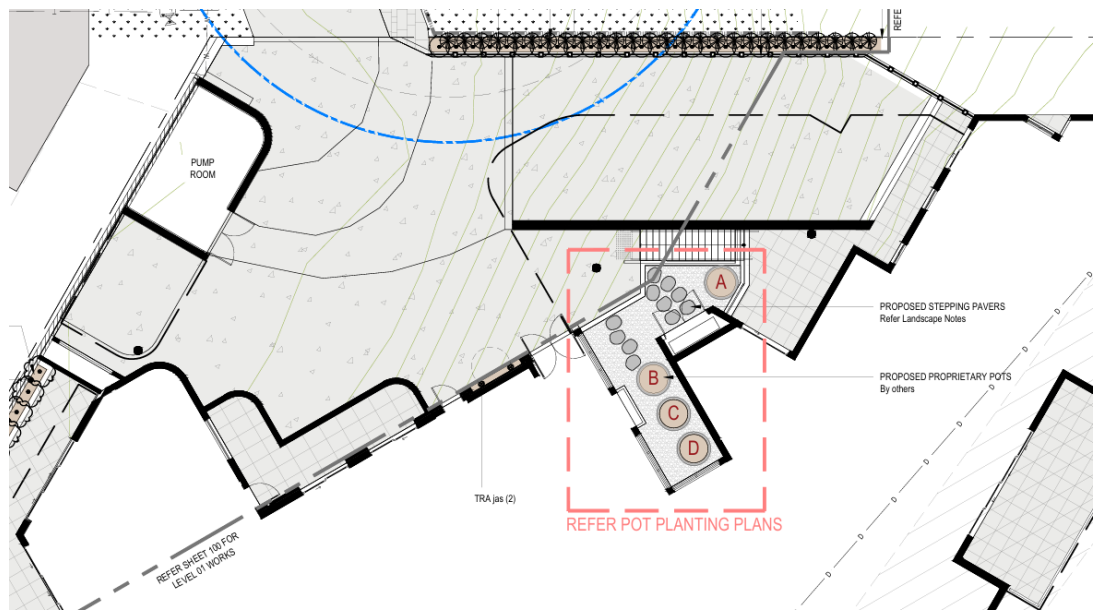 REFER
PUMP
ROOM
A
PROPOSED STEPPING PAVERS
Refer Landscape Notes
B
PROPOSED PROPRIETARY POTS
By others
C
D
TRA jas (2)
REFER POT PLANTING PLANS
REFER SHEET 100 FOR
LEVEL 01 WORKS
D
D
D
D
D
D
D
D
D
D
D
D